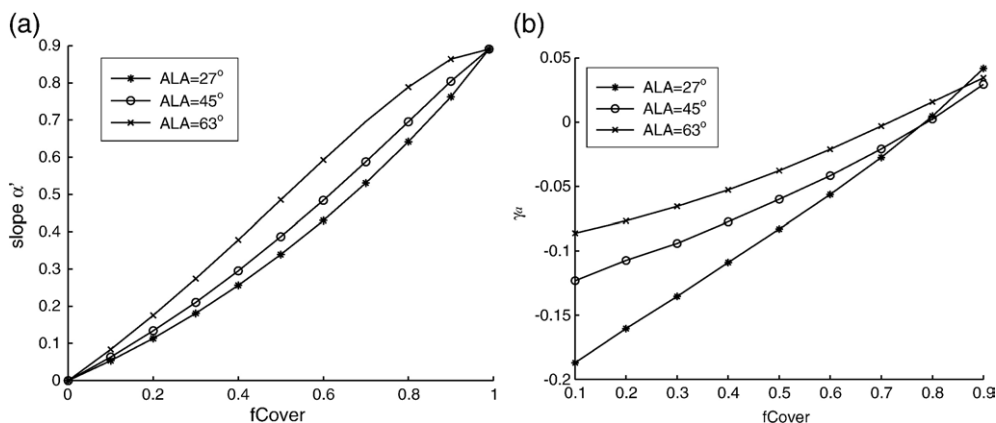 (a)
0.9
0.8
0.7
0.6
0.5
0.4
0.3
0.2
0.1
0
slope α'
ALA=27°
ALA=45°
ALA=63°
0 0.2 0.4 0.6 0.8 1
fCover
(b)
0.05
0
-0.05
-0.1
-0.15
-0.2
γα
ALA=27°
ALA=45°
ALA=63°
0.1 0.2 0.3 0.4 0.5 0.6 0.7 0.8 0.9
fCover